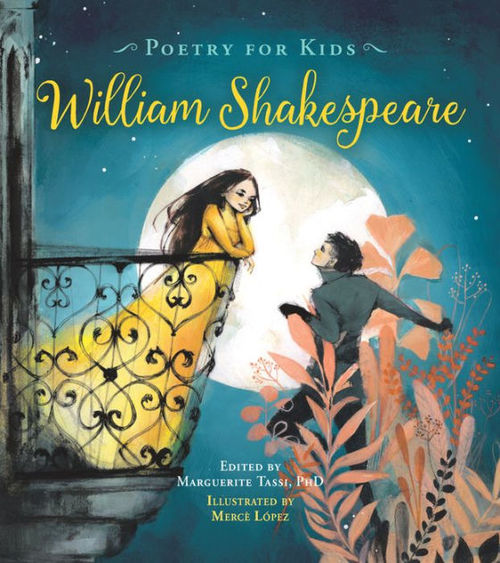 Poetry for Kids
William Shakespeare
Edited by
Marguerite Tassi, PhD
Illustrated by
Mercè López